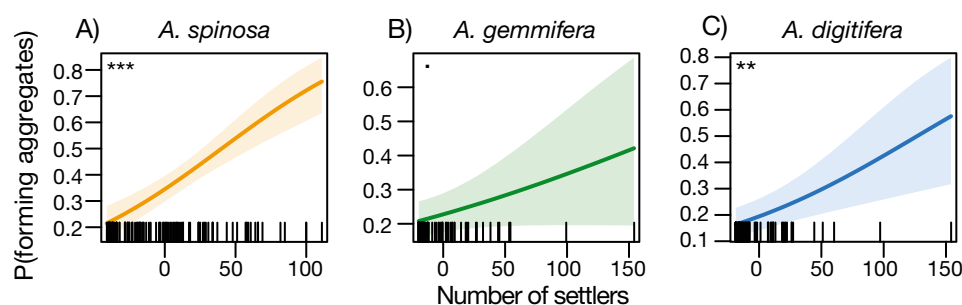 A) A. spinosa
B) A. gemmifera
C) A. digitifera
P(forming aggregates)
***
0.8
0.7
0.6
0.5
0.4
0.3
0.2
0 50 100
.
0.6
0.4
0.3
0.2
0 50 100 150
**
0.8
0.7
0.6
0.5
0.4
0.3
0.2
0.1
0 50 100 150
Number of settlers